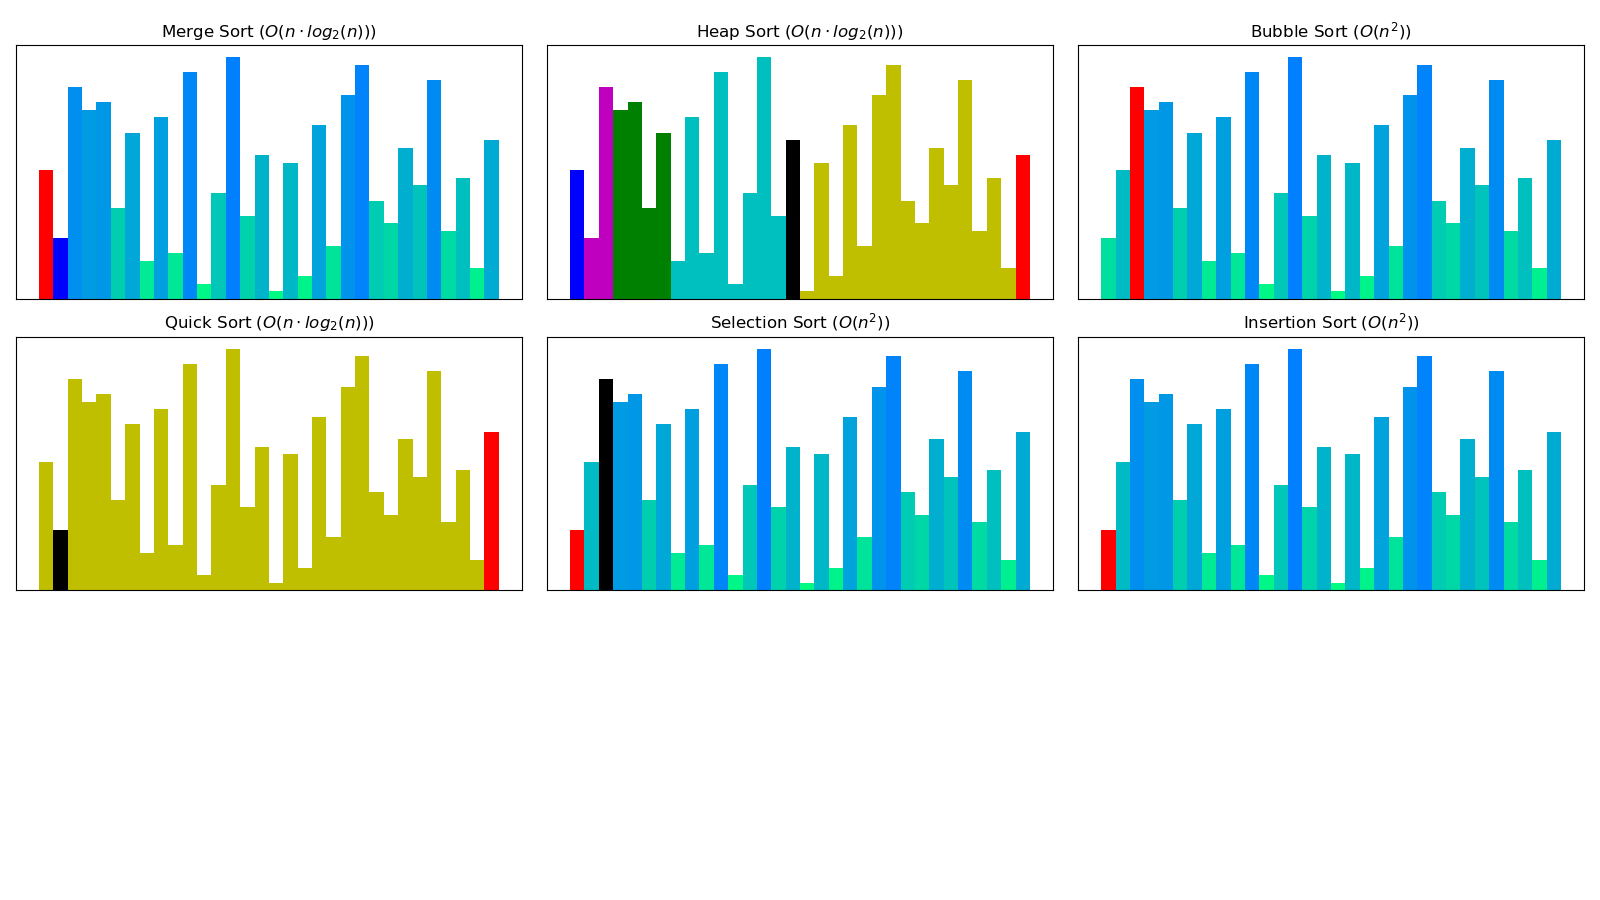 Merge Sort (O(n · log₂(n)))
Heap Sort (O(n · log₂(n)))
Bubble Sort (O(n²))
Quick Sort (O(n · log₂(n)))
Selection Sort (O(n²))
Insertion Sort (O(n²))